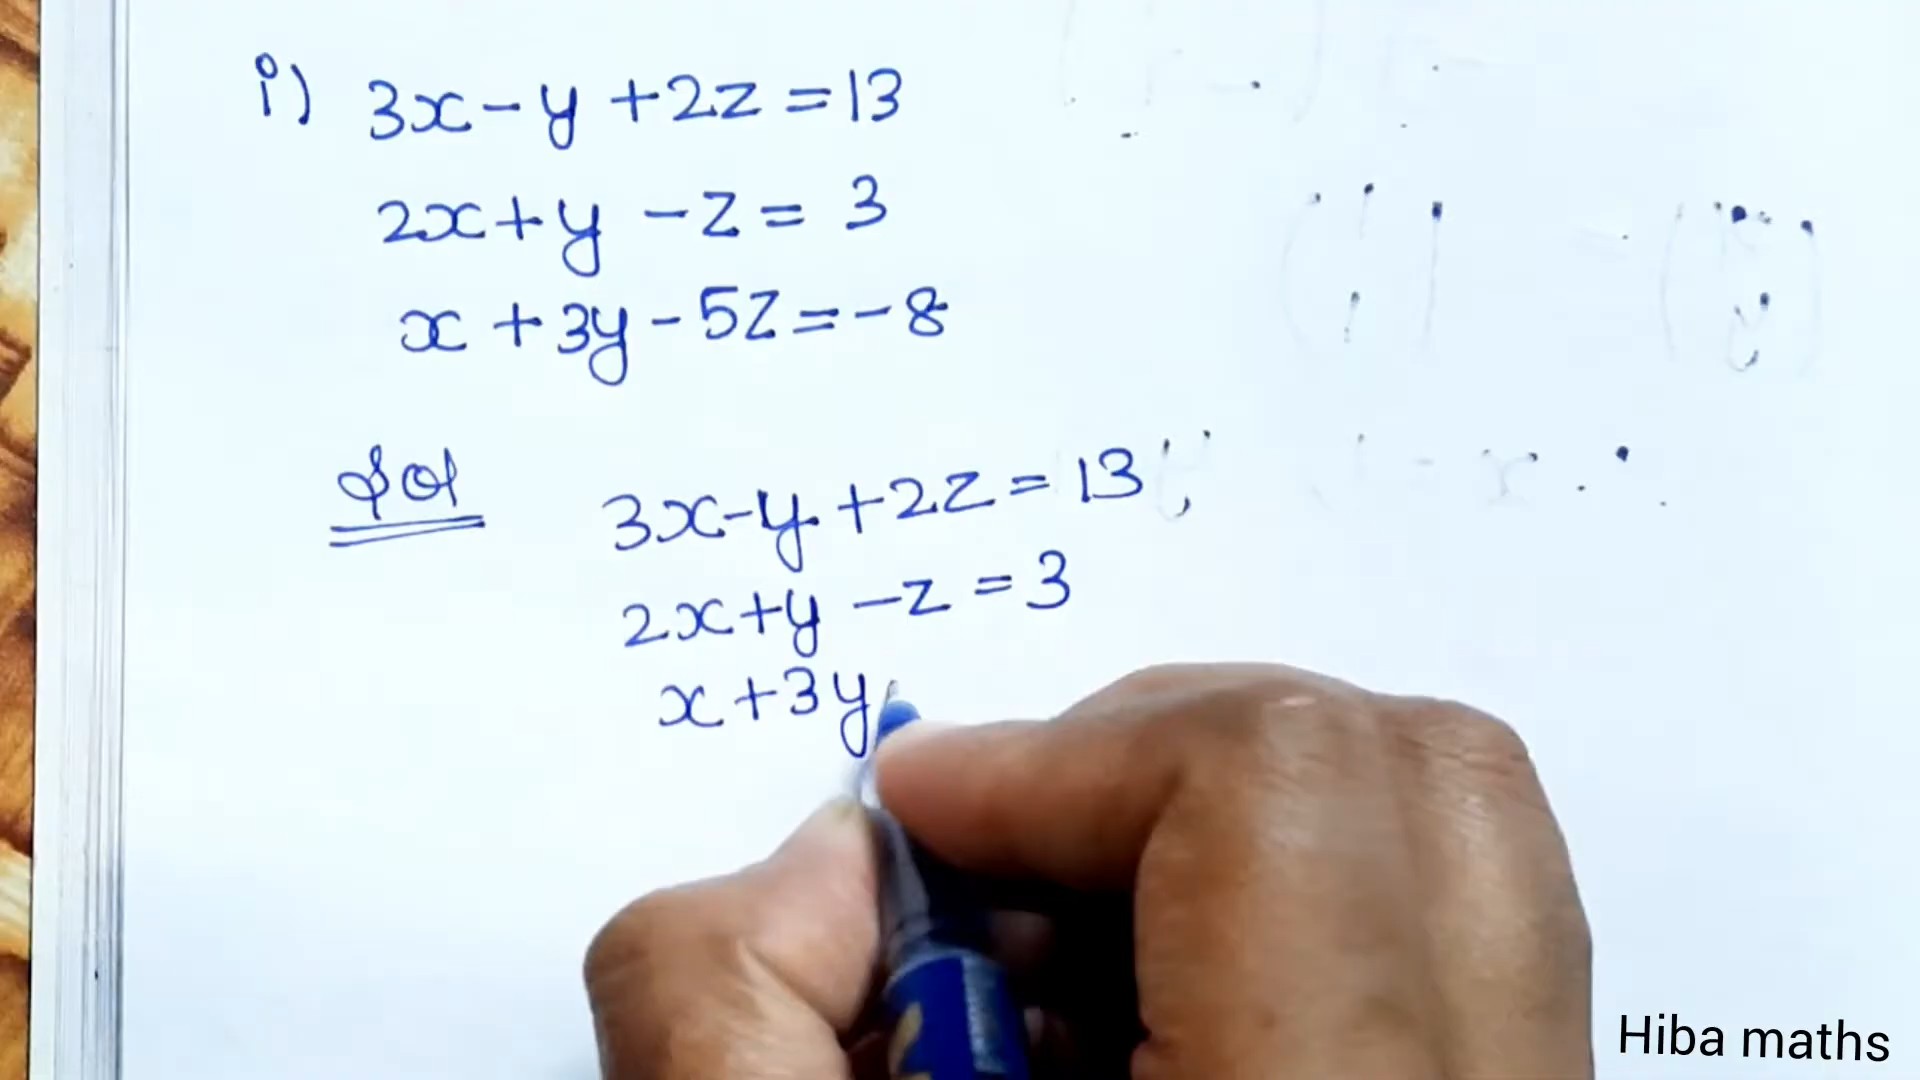 i) 3x - y + 2z = 13
2x + y - z = 3
x + 3y - 5z = -8
Sol
3x - y + 2z = 13,
2x + y - z = 3
x + 3y
Hiba maths